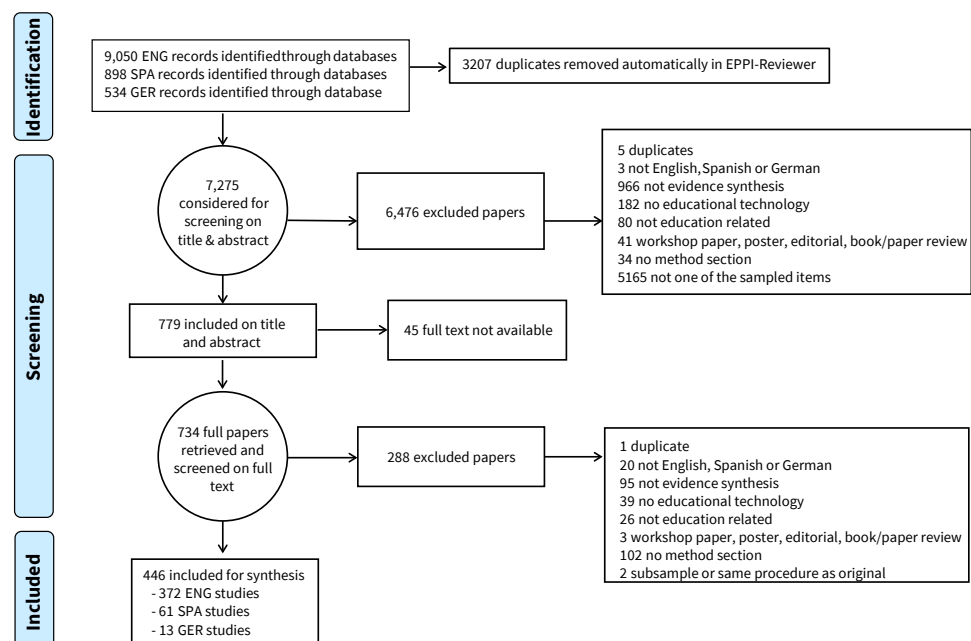 Identification
9,050 ENG records identifiedthrough databases
898 SPA records identified through databases
534 GER records identified through database
3207 duplicates removed automatically in EPPI-Reviewer
Screening
7,275
considered for
screening on
title & abstract
6,476 excluded papers
5 duplicates
3 not English, Spanish or German
966 not evidence synthesis
182 no educational technology
80 not education related
41 workshop paper, poster, editorial, book/paper review
34 no method section
5165 not one of the sampled items
779 included on title
and abstract
45 full text not available
734 full papers
retrieved and
screened on full
text
288 excluded papers
1 duplicate
20 not English, Spanish or German
95 not evidence synthesis
39 no educational technology
26 not education related
3 workshop paper, poster, editorial, book/paper review
102 no method section
2 subsample or same procedure as original
Included
446 included for synthesis
- 372 ENG studies
- 61 SPA studies
- 13 GER studies